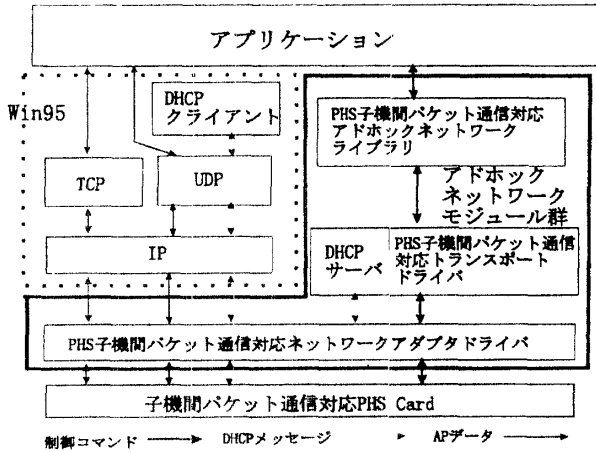 アプリケーション
Win95
DHCP
クライアント
TCP
UDP
IP
PHS子機間パケット通信対応
アドホックネットワーク
ライブラリ
アドホック
ネットワーク
モジュール群
DHCP
サーバ
PHS子機間パケット通信
対応トランスポート
ドライバ
PHS子機間パケット通信対応ネットワークアダプタドライバ
子機間パケット通信対応PHS Card
制御コマンド
DHCPメッセージ
APデータ